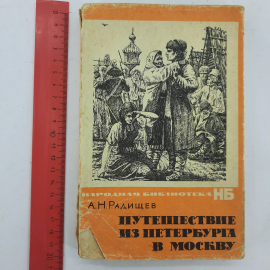 НАРОДНАЯ БИБЛИОТЕКА НБ
А.Н.РАДИЩЕВ
ПУТЕШЕСТВИЕ
ИЗ ПЕТЕРБУРГА
В МОСКВУ